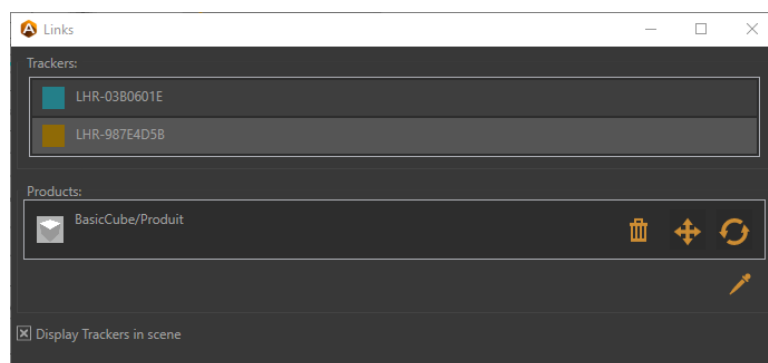 Links
Trackers:
LHR-03B0601E
LHR-987E4D5B
Products:
BasicCube/Produit
Display Trackers in scene